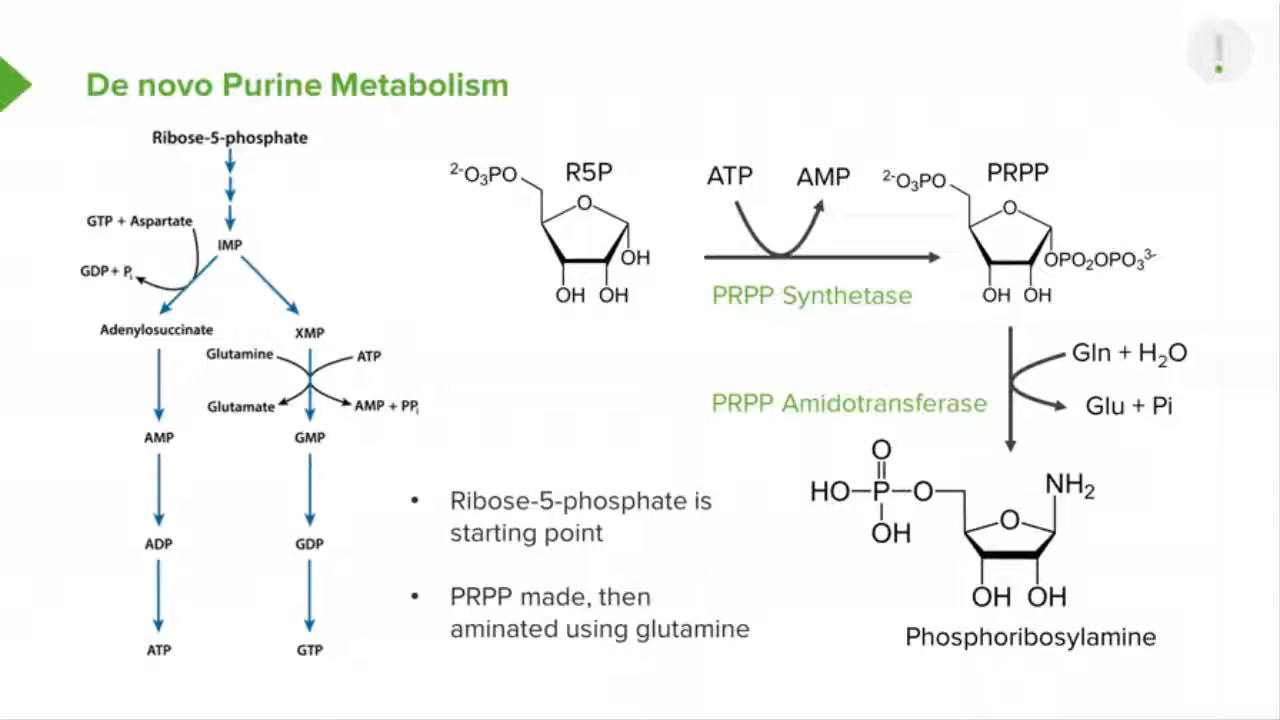 !
De novo Purine Metabolism
Ribose-5-phosphate
GTP + Aspartate
IMP
GDP + Pi
Adenylosuccinate
XMP
Glutamine
ATP
Glutamate
AMP + PPi
AMP
GMP
ADP
GDP
ATP
GTP
2-O3PO
R5P
OH
OH OH
ATP
AMP
PRPP Synthetase
2-O3PO
PRPP
OPO2OPO3 3-
OH OH
Gln + H2O
PRPP Amidotransferase
Glu + Pi
O
HO–P–O
OH
O
NH2
OH OH
Phosphoribosylamine
O
O
• Ribose-5-phosphate is
starting point
• PRPP made, then
aminated using glutamine